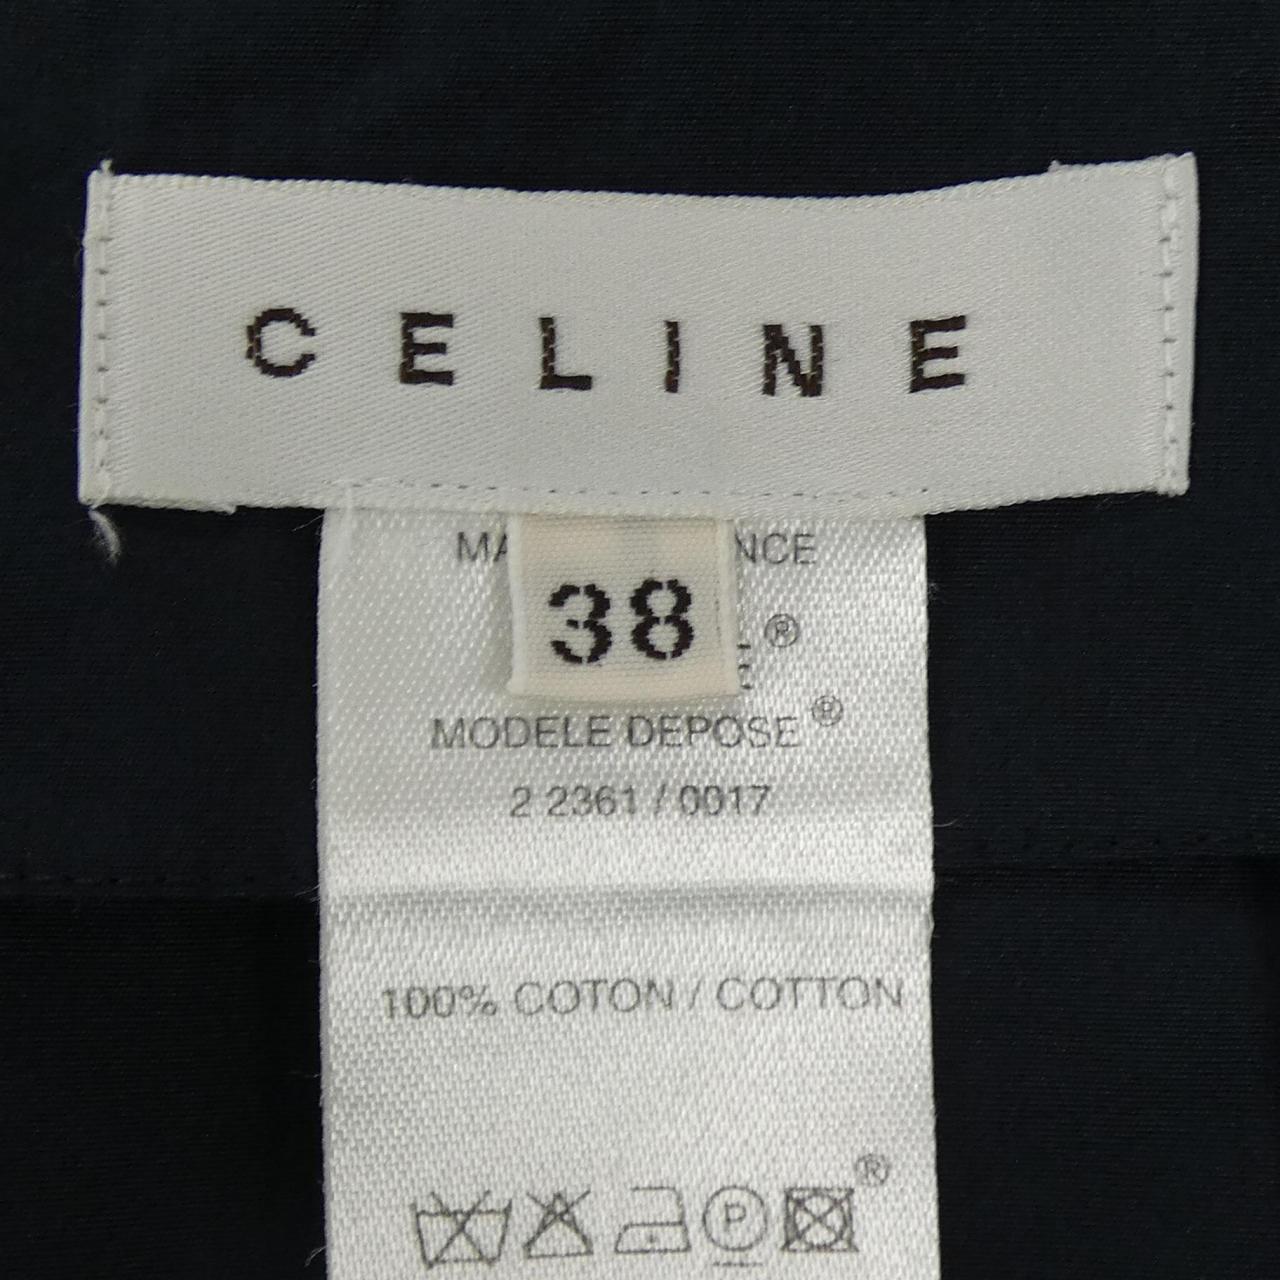 CELINE
38
®
MODELE DEPOSE ®
2 2361 / 0017
100% COTON / COTTON
P
®